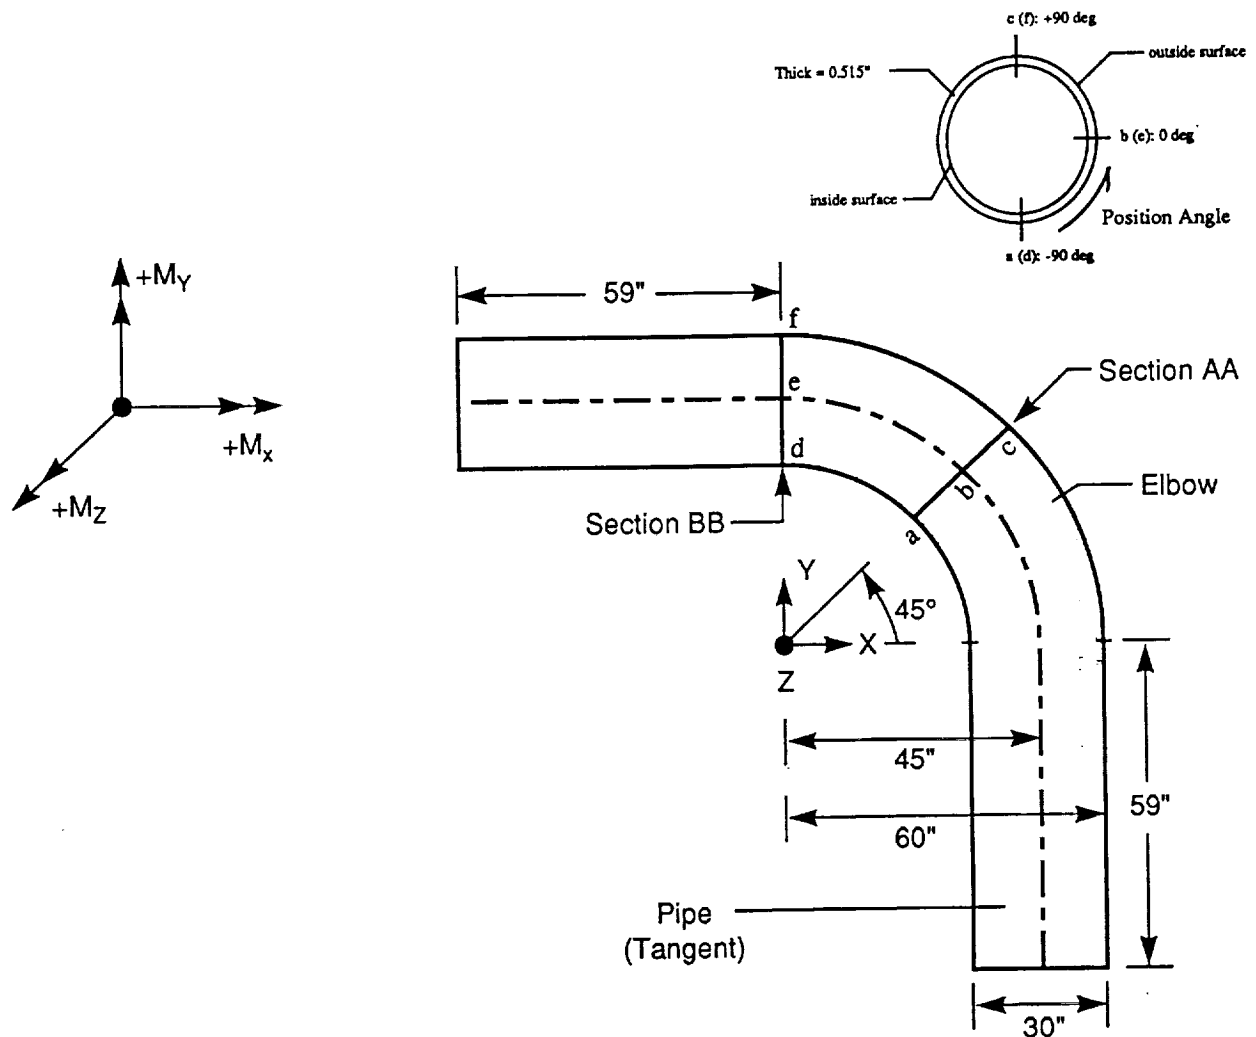 c (f): +90 deg
outside surface
Thick = 0.515"
b (e): 0 deg
inside surface
Position Angle
a (d): -90 deg
+MY
59"
f
Section AA
e
+Mx
c
d
b
Elbow
+MZ
Section BB
a
Y
45°
X
Z
45"
59"
60"
Pipe
(Tangent)
30"